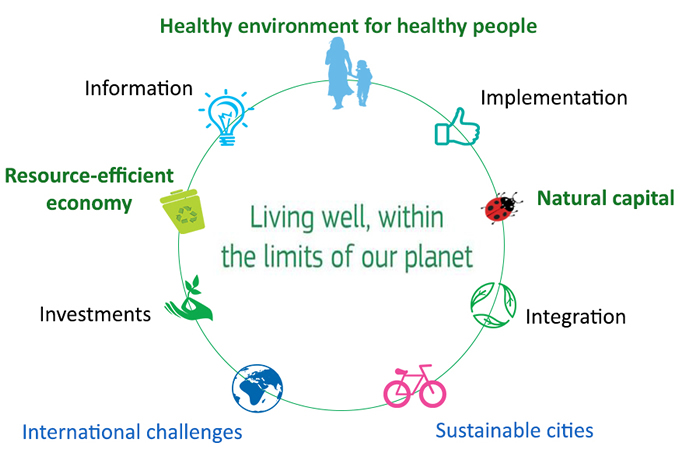 Healthy environment for healthy people
Information
Implementation
Resource-efficient
economy
Natural capital
Living well, within
the limits of our planet
Investments
Integration
International challenges
Sustainable cities